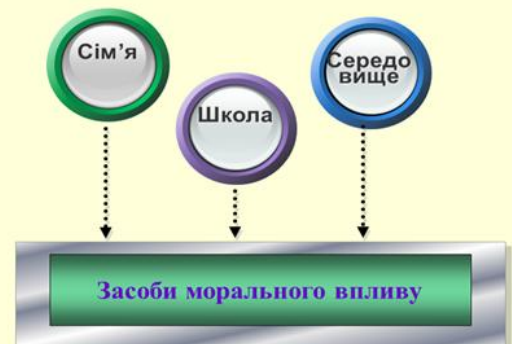 Сім’я
Школа
Середо
вище
Засоби морального впливу